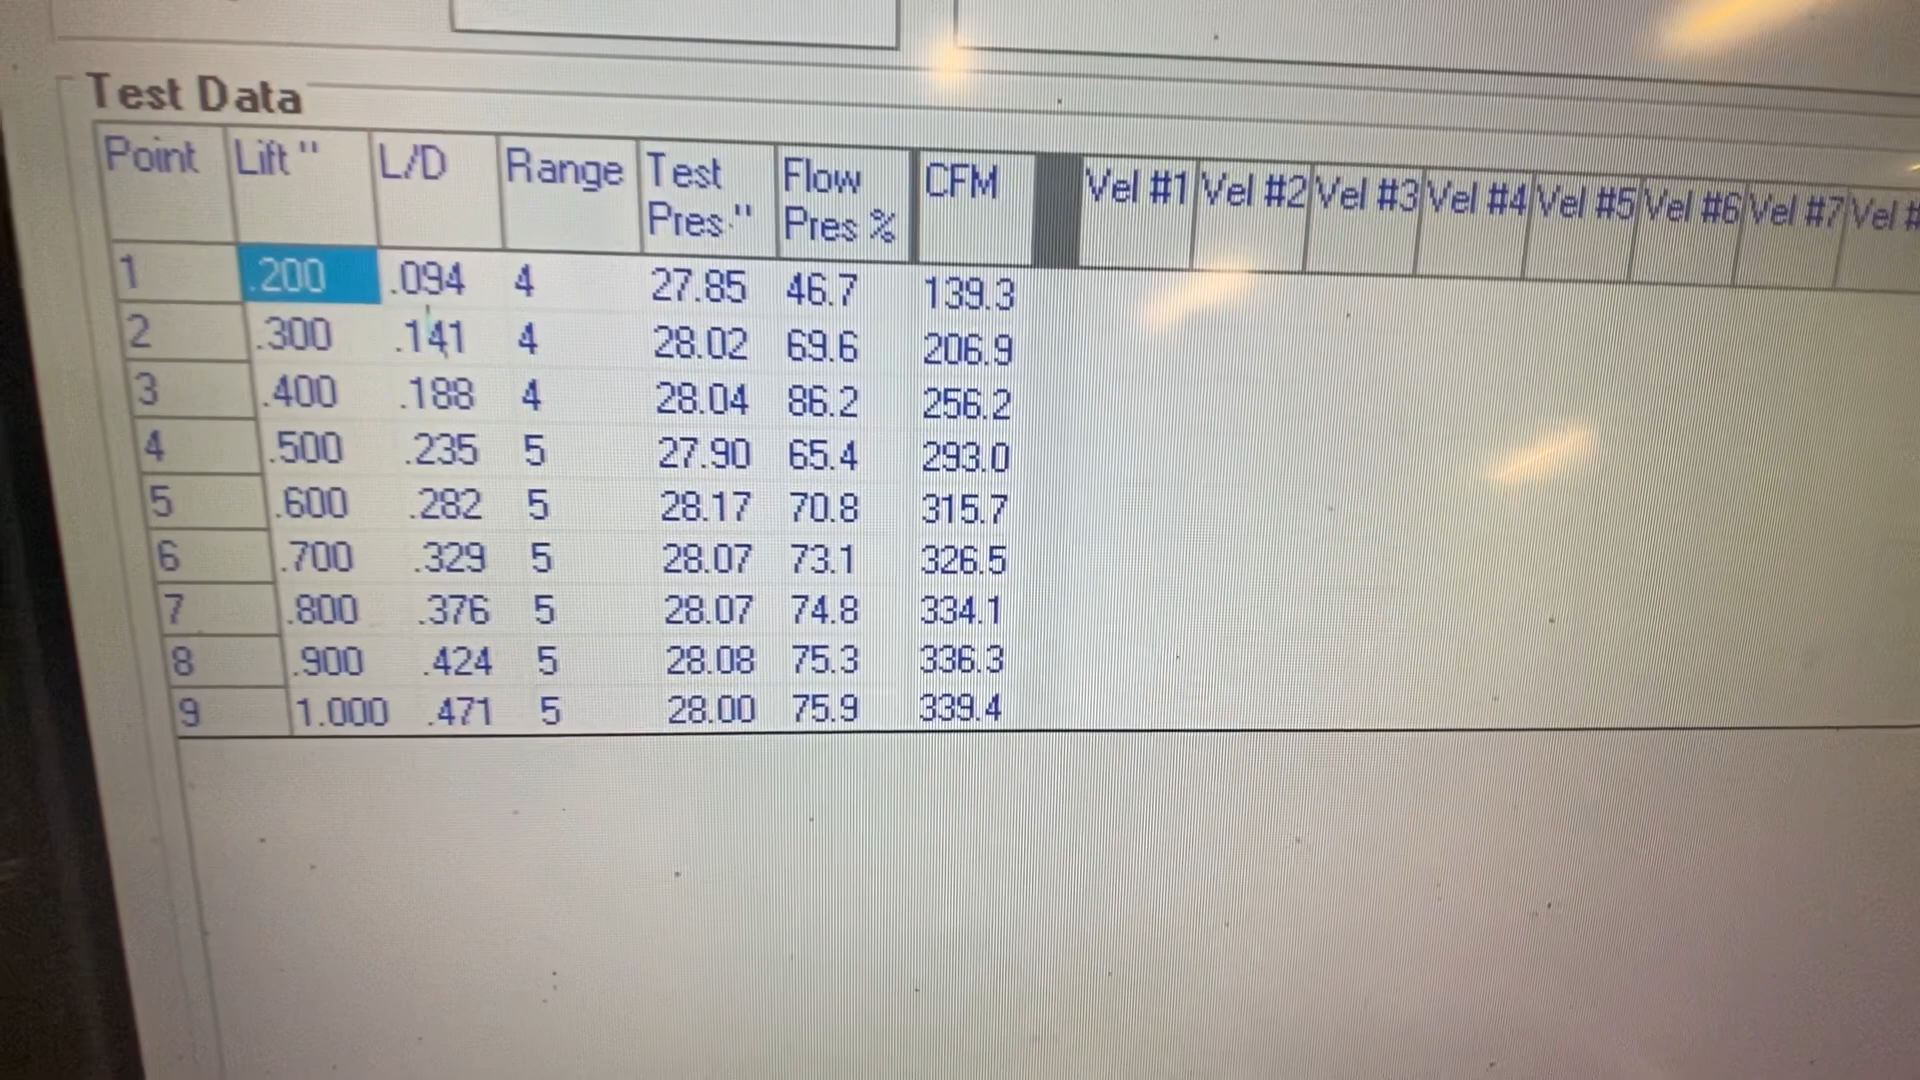 Test Data
Point Lift" L/D Range Test Pres." Flow Pres % CFM Vel #1 Vel #2 Vel #3 Vel #4 Vel #5 Vel #6 Vel #7 Vel #
1 .200 .094 4 27.85 46.7 139.3
2 .300 .141 4 28.02 69.6 206.9
3 .400 .188 4 28.04 86.2 256.2
4 .500 .235 5 27.90 65.4 293.0
5 .600 .282 5 28.17 70.8 315.7
6 .700 .329 5 28.07 73.1 326.5
7 .800 .376 5 28.07 74.8 334.1
8 .900 .424 5 28.08 75.3 336.3
9 1.000 .471 5 28.00 75.9 339.4